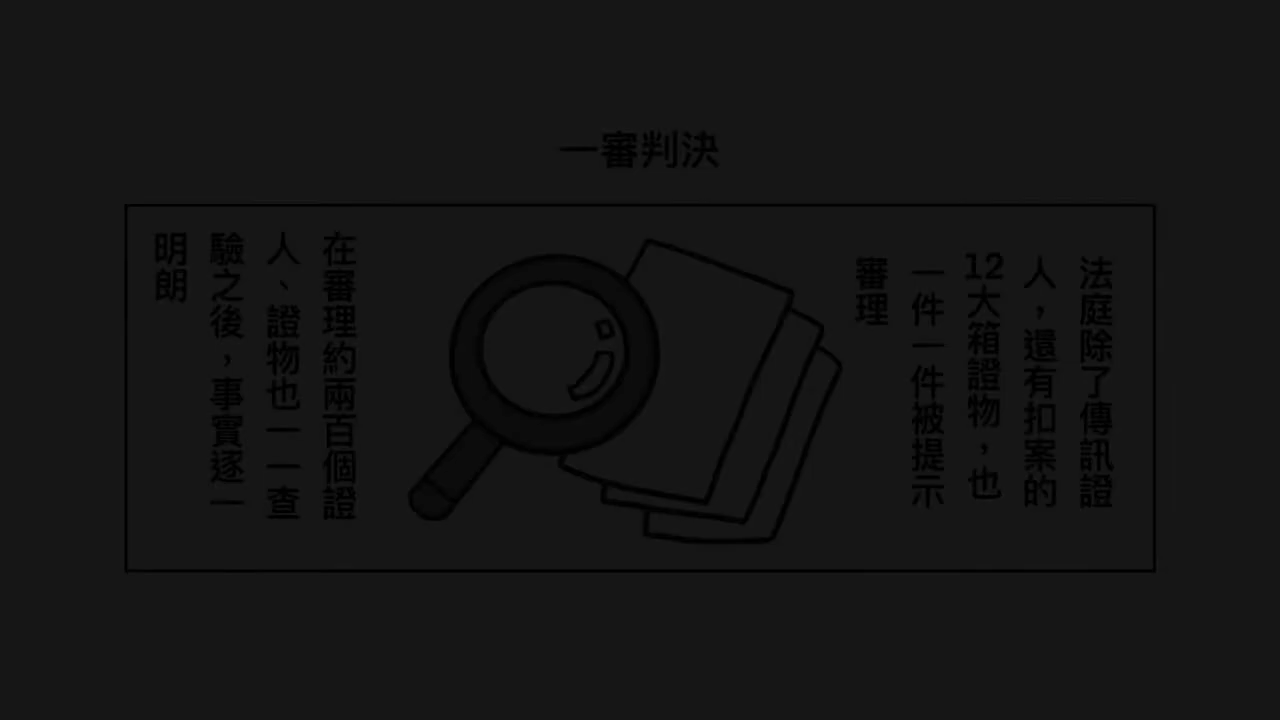 一審判決
法庭除了傳訊證
人，還有扣案的
12大箱證物，也
一件一件被提示
審理
在審理約兩百個證
人、證物也一一查
驗之後，事實逐一
明朗